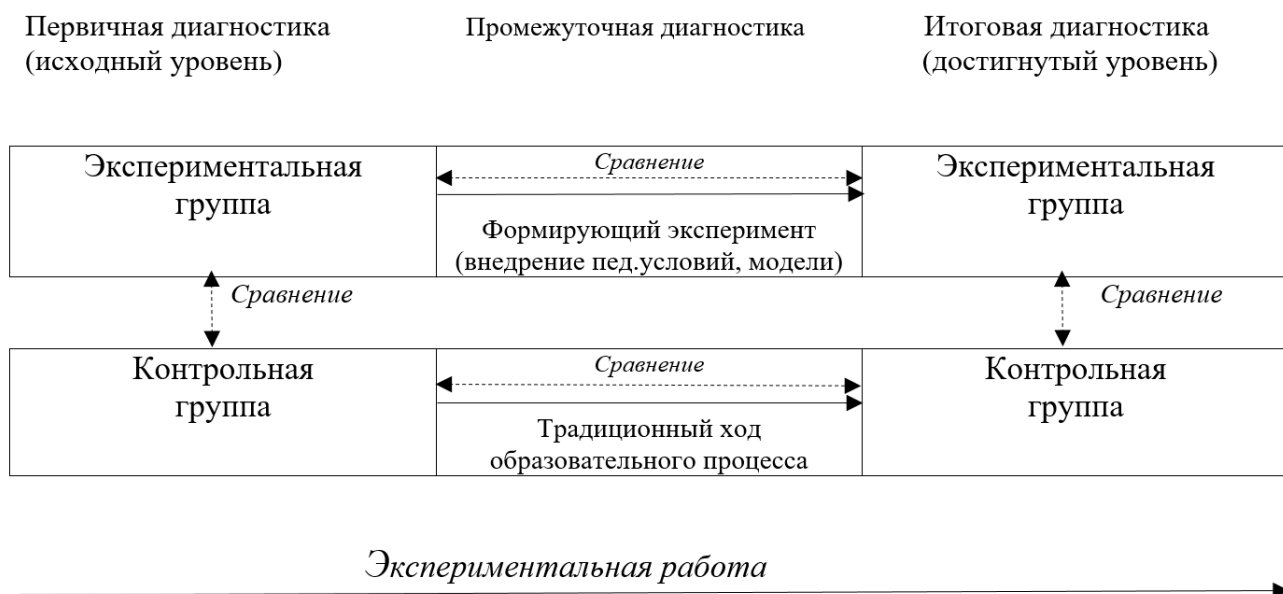 Первичная диагностика
(исходный уровень)
Промежуточная диагностика
Итоговая диагностика
(достигнутый уровень)
Экспериментальная
группа
Сравнение
Формирующий эксперимент
(внедрение пед.условий, модели)
Экспериментальная
группа
Сравнение
Сравнение
Контрольная
группа
Сравнение
Традиционный ход
образовательного процесса
Контрольная
группа
Экспериментальная работа